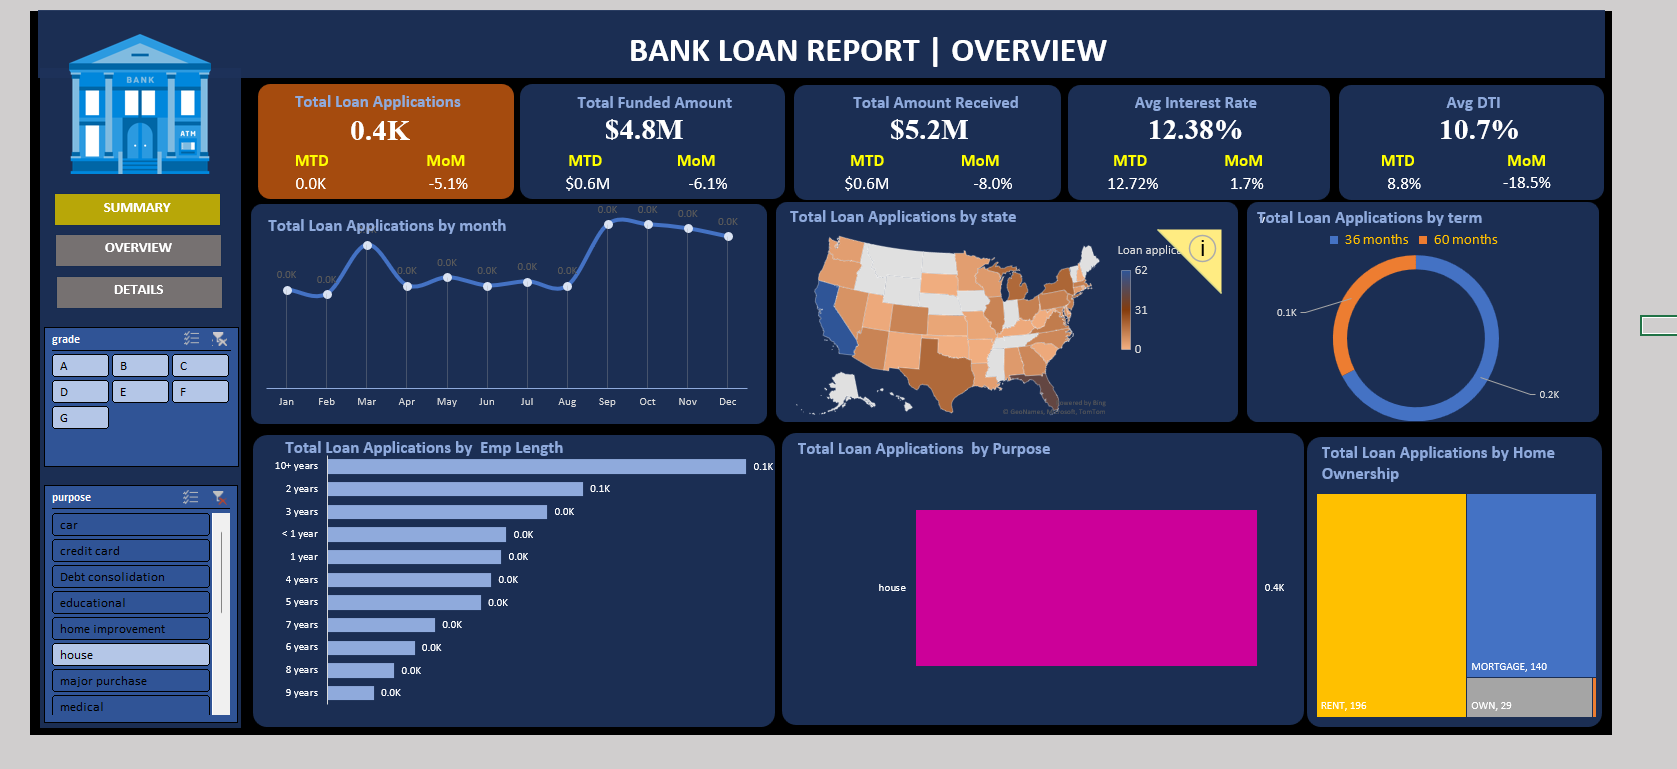 BANK LOAN REPORT | OVERVIEW
BANK
ATM
SUMMARY
OVERVIEW
DETAILS
Total Loan Applications
0.4K
MTD MoM
0.0K -5.1%
Total Funded Amount
$4.8M
MTD MoM
$0.6M -6.1%
Total Amount Received
$5.2M
MTD MoM
$0.6M -8.0%
Avg Interest Rate
12.38%
MTD MoM
12.72% 1.7%
Avg DTI
10.7%
MTD MoM
8.8% -18.5%
grade
A B C
D E F
G
purpose
car
credit card
Debt consolidation
educational
home improvement
house
major purchase
medical
Total Loan Applications by month
0.0K 0.0K 0.0K 0.0K 0.0K 0.0K 0.0K 0.0K 0.0K 0.0K 0.0K
Jan Feb Mar Apr May Jun Jul Aug Sep Oct Nov Dec
Total Loan Applications by state
Loan applic
i
62
31
0
Powered by Bing
© GeoNames, Microsoft, TomTom
Total Loan Applications by term
36 months 60 months
0.1K
0.2K
Total Loan Applications by Emp Length
10+ years 0.1K
2 years 0.1K
3 years 0.0K
< 1 year 0.0K
1 year 0.0K
4 years 0.0K
5 years 0.0K
7 years 0.0K
6 years 0.0K
8 years 0.0K
9 years 0.0K
Total Loan Applications by Purpose
house 0.4K
Total Loan Applications by Home
Ownership
MORTGAGE, 140
RENT, 196
OWN, 29